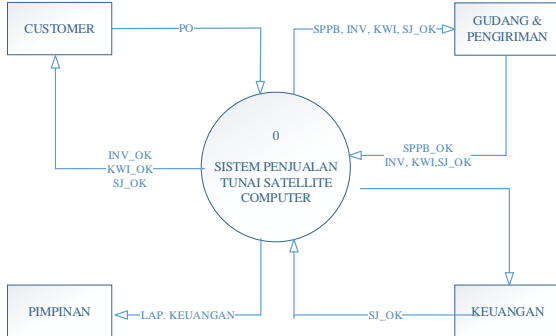 CUSTOMER
PO
SPPB, INV, KWI, SJ_OK
GUDANG &
PENGIRIMAN
0
SISTEM PENJUALAN
TUNAI SATELLITE
COMPUTER
INV_OK
KWI_OK
SJ_OK
SPPB_OK
INV, KWI,SJ_OK
PIMPINAN
LAP. KEUANGAN
SJ_OK
KEUANGAN